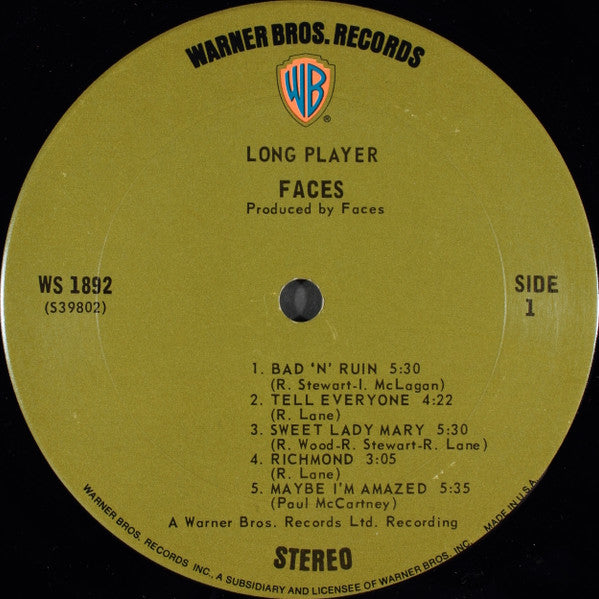 WARNER BROS. RECORDS
WB
®
LONG PLAYER
FACES
Produced by Faces
WS 1892
(S39802)
SIDE
1
1. BAD 'N' RUIN 5:30
(R. Stewart-I. McLagan)
2. TELL EVERYONE 4:22
(R. Lane)
3. SWEET LADY MARY 5:30
(R. Wood-R. Stewart-R. Lane)
4. RICHMOND 3:05
(R. Lane)
5. MAYBE I'M AMAZED 5:35
(Paul McCartney)
A Warner Bros. Records Ltd. Recording
STEREO
WARNER BROS. RECORDS INC., A SUBSIDIARY AND LICENSEE OF WARNER BROS. INC. MADE IN U.S.A.